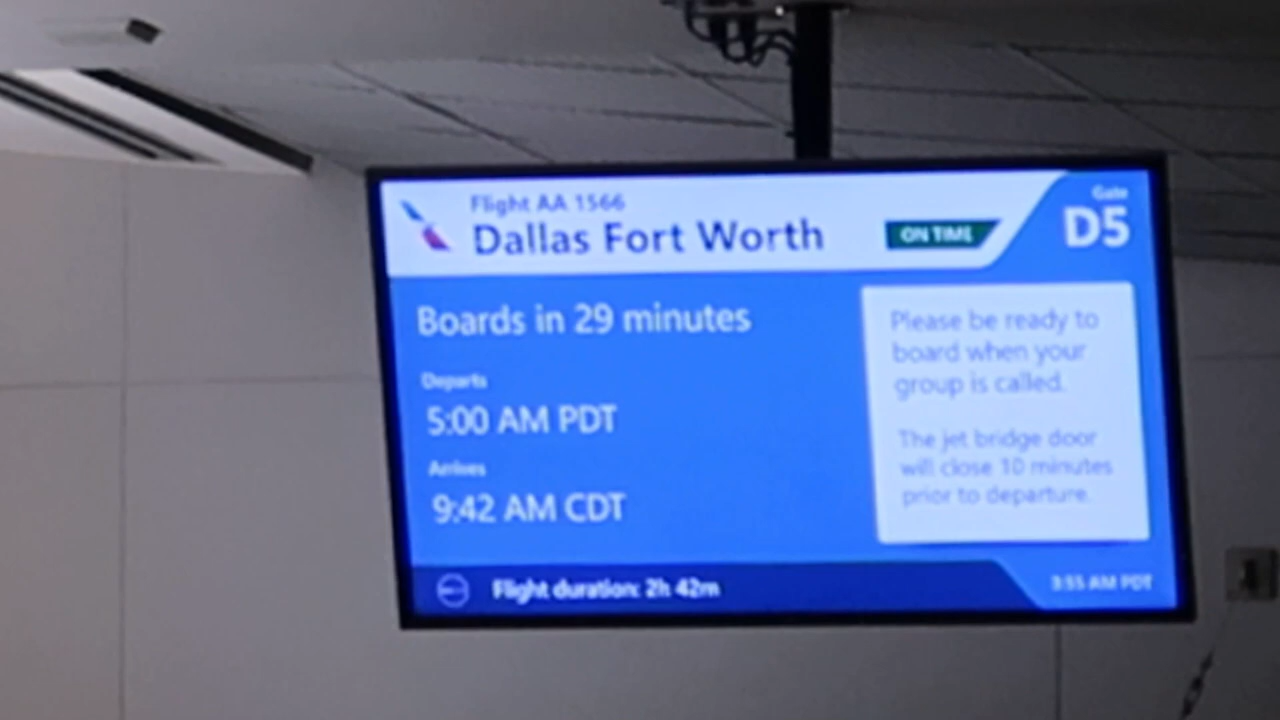 Flight AA 1566
Dallas Fort Worth
ON TIME
Gate
D5
Boards in 29 minutes
Departs
5:00 AM PDT
Arrives
9:42 AM CDT
Please be ready to
board when your
group is called.
The jet bridge door
will close 10 minutes
prior to departure.
Flight duration: 2h 42m
3:55 AM PDT